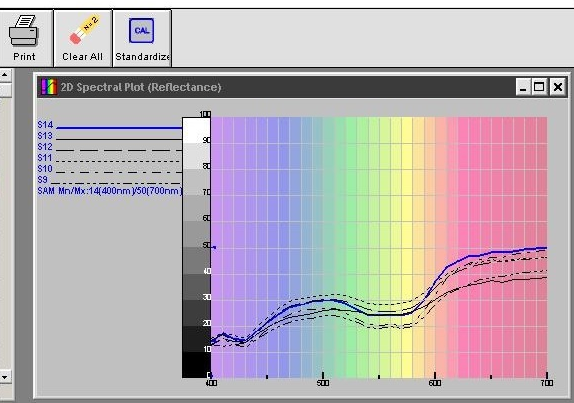 CAL
Print
Clear All
Standardize
2D Spectral Plot (Reflectance)
S14
S13
S12
S11
S10
S9
SAM Mn/Mx:14(400nm)/50(700nm)
100
90
80
70
60
50
40
30
20
10
0
400
500
600
700